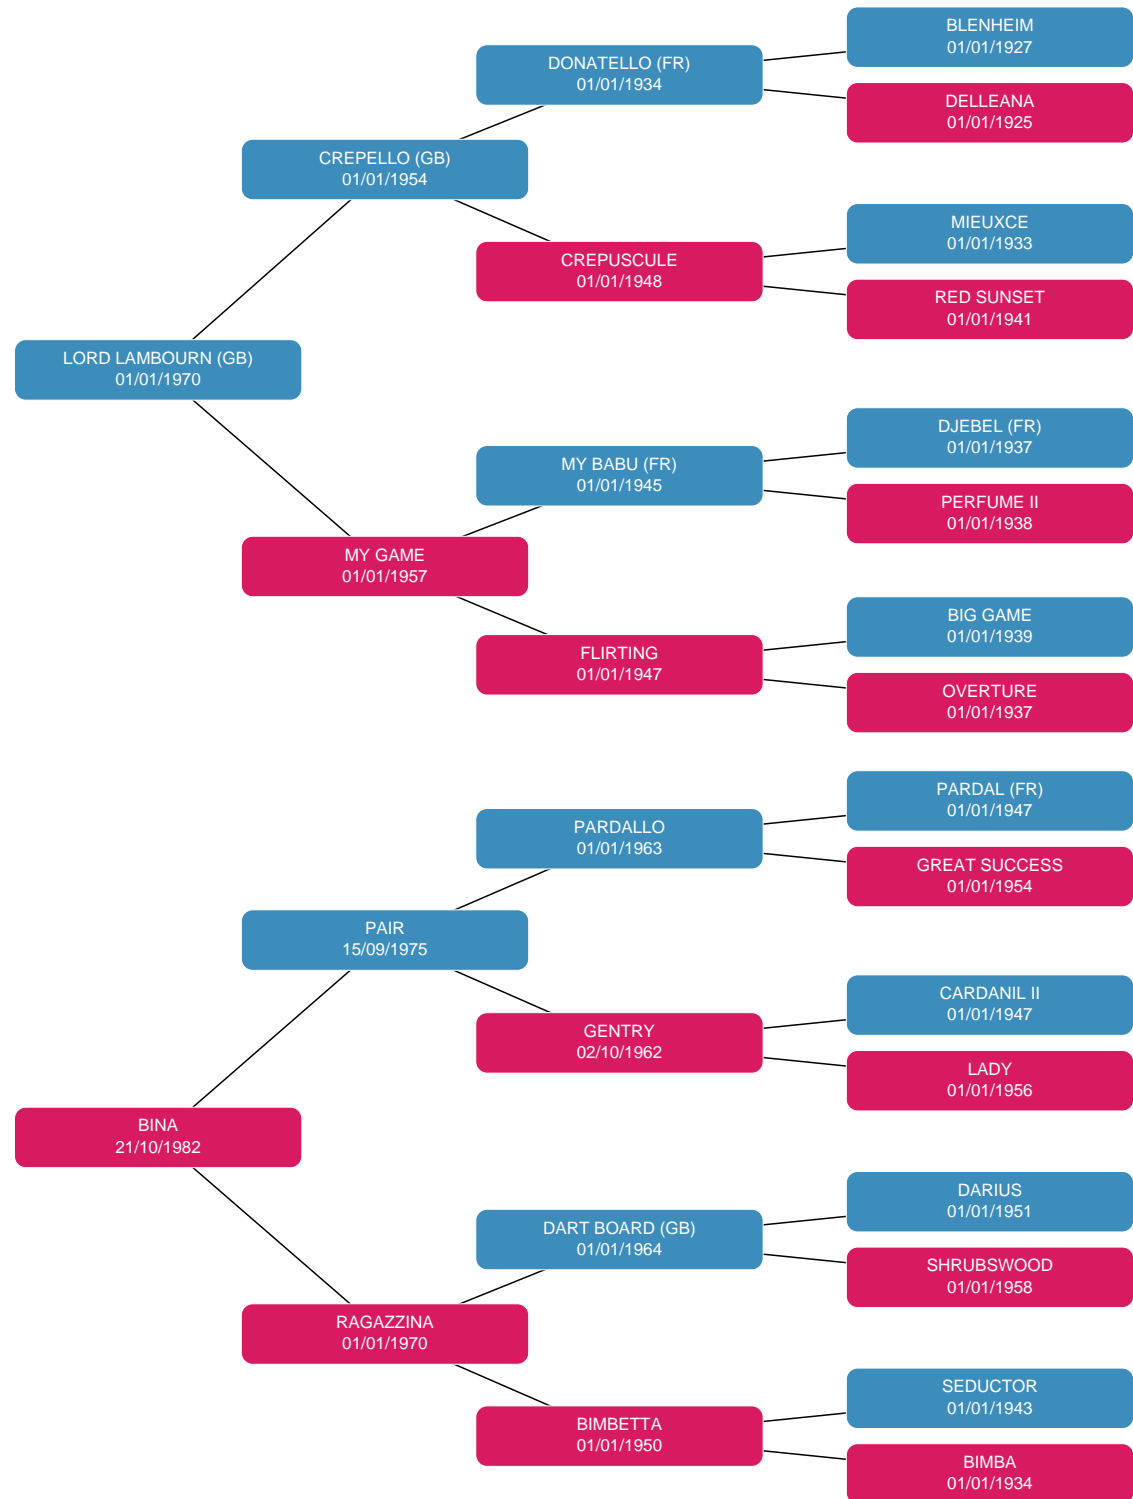 BLENHEIM
01/01/1927
DONATELLO (FR)
01/01/1934
DELLEANA
01/01/1925
CREPELLO (GB)
01/01/1954
MIEUXCE
01/01/1933
CREPUSCULE
01/01/1948
RED SUNSET
01/01/1941
LORD LAMBOURN (GB)
01/01/1970
DJEBEL (FR)
01/01/1937
MY BABU (FR)
01/01/1945
PERFUME II
01/01/1938
MY GAME
01/01/1957
BIG GAME
01/01/1939
FLIRTING
01/01/1947
OVERTURE
01/01/1937
PARDAL (FR)
01/01/1947
PARDALLO
01/01/1963
GREAT SUCCESS
01/01/1954
PAIR
15/09/1975
CARDANIL II
01/01/1947
GENTRY
02/10/1962
LADY
01/01/1956
BINA
21/10/1982
DARIUS
01/01/1951
DART BOARD (GB)
01/01/1964
SHRUBSWOOD
01/01/1958
RAGAZZINA
01/01/1970
SEDUCTOR
01/01/1943
BIMBETTA
01/01/1950
BIMBA
01/01/1934